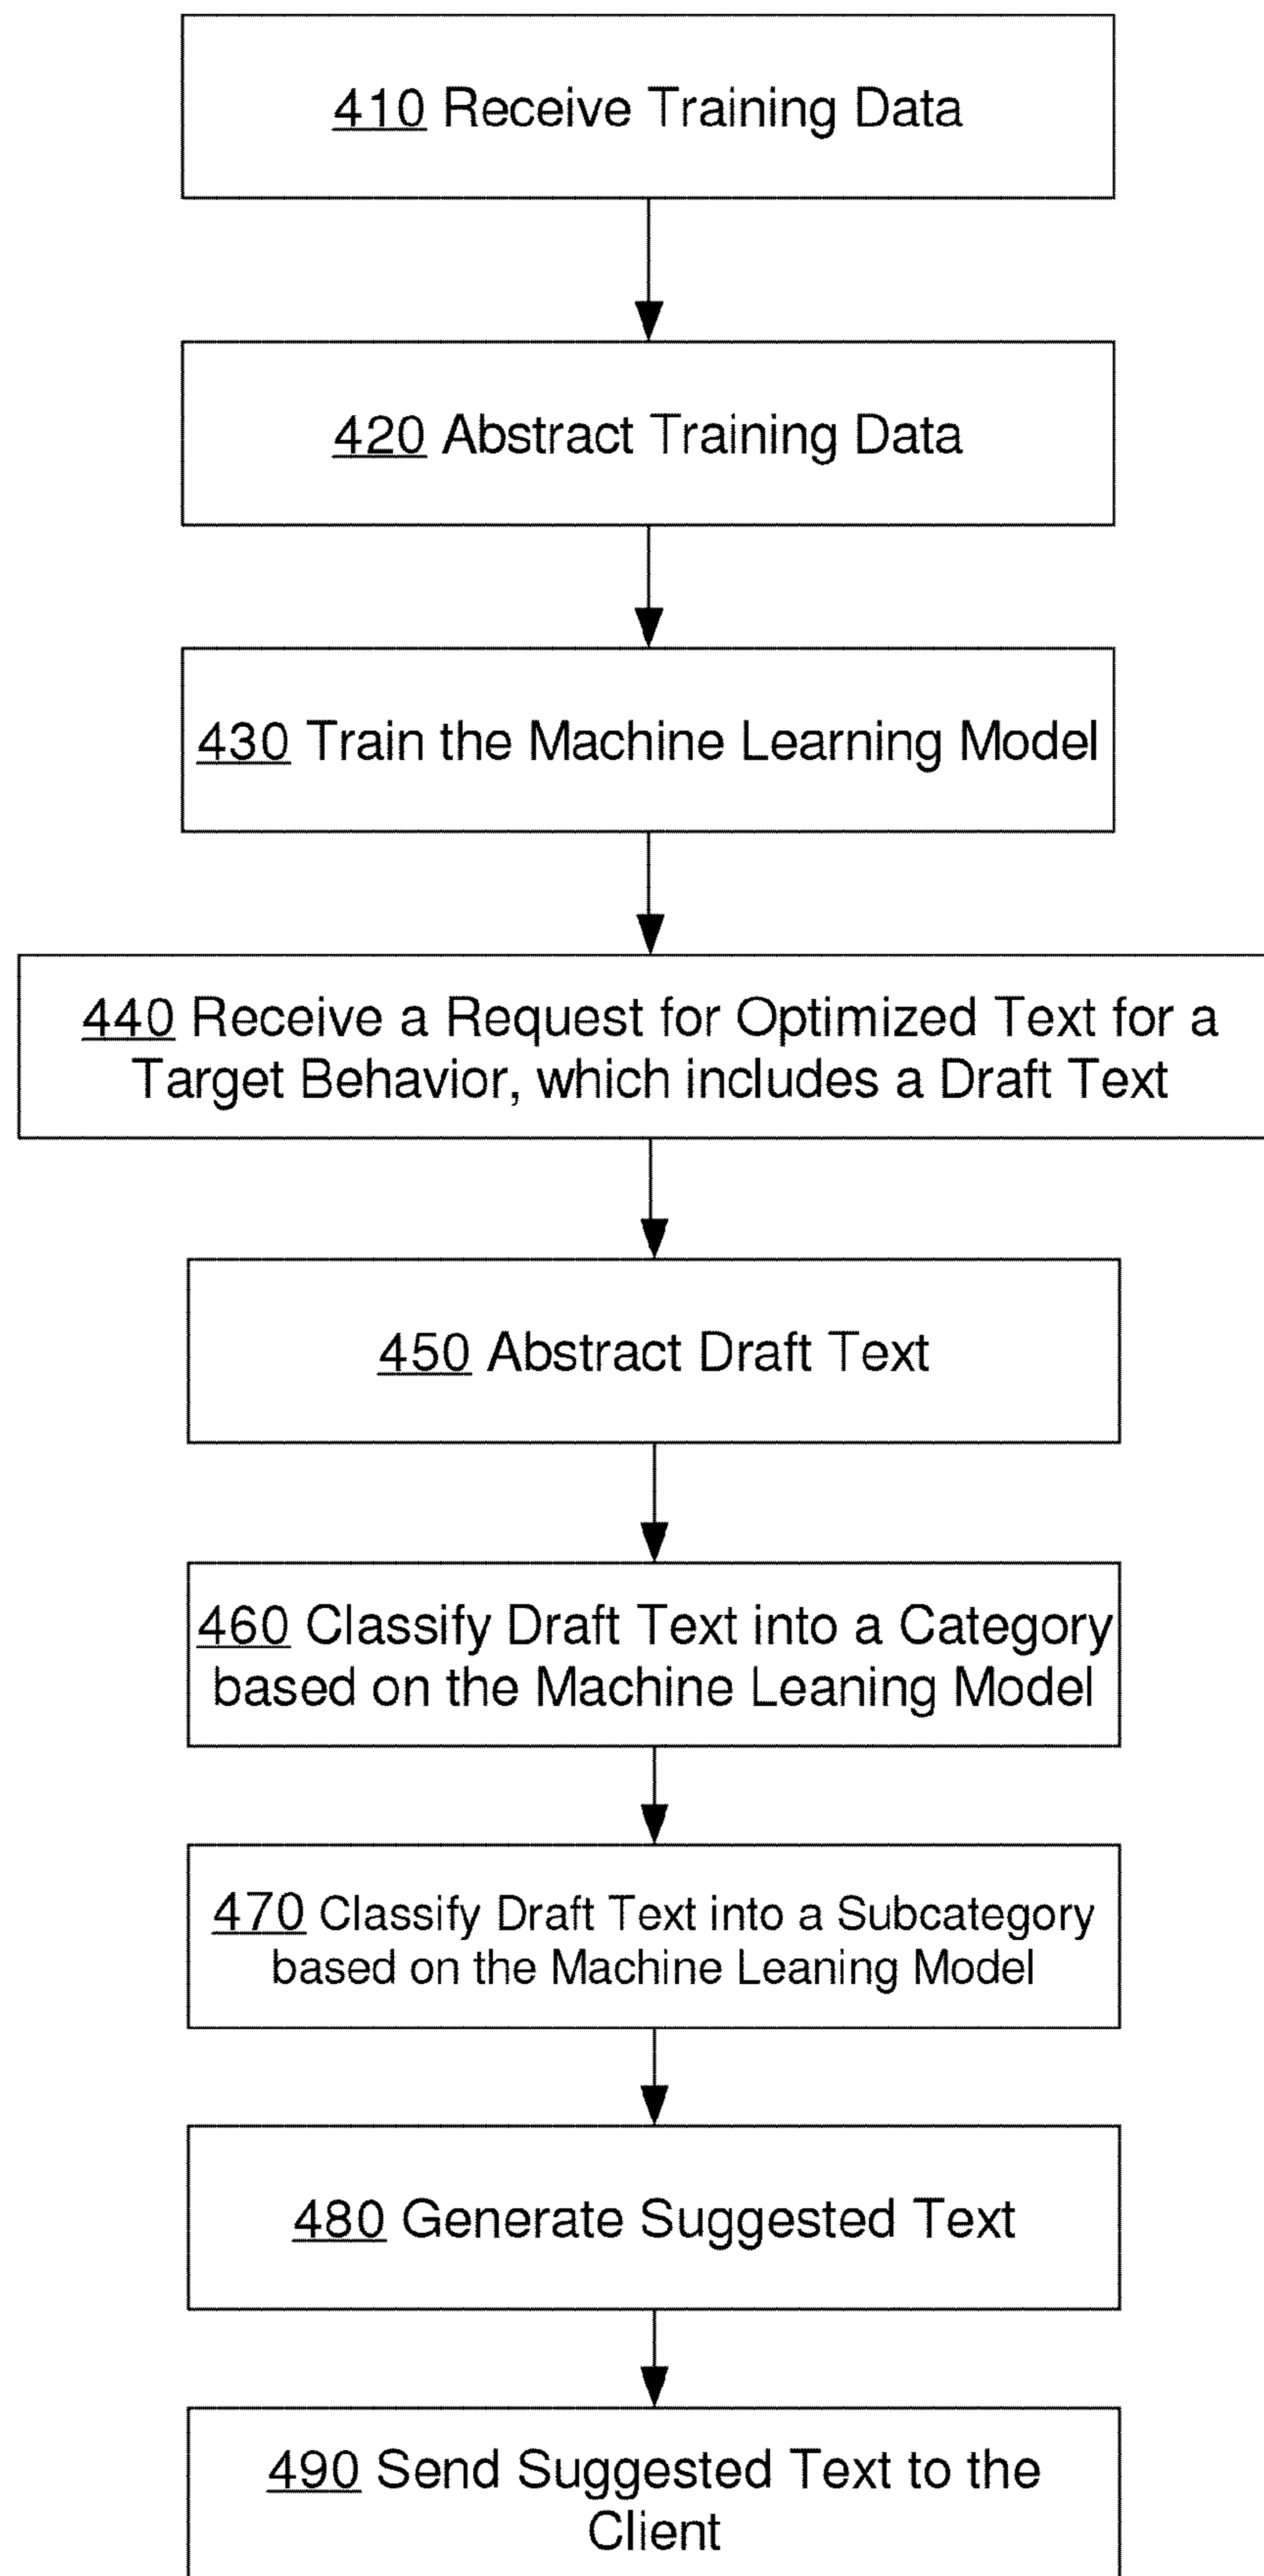 410 Receive Training Data
420 Abstract Training Data
430 Train the Machine Learning Model
440 Receive a Request for Optimized Text for a
Target Behavior, which includes a Draft Text
450 Abstract Draft Text
460 Classify Draft Text into a Category
based on the Machine Leaning Model
470 Classify Draft Text into a Subcategory
based on the Machine Leaning Model
480 Generate Suggested Text
490 Send Suggested Text to the
Client